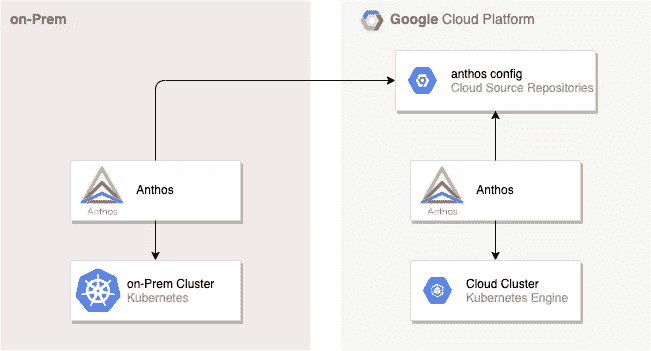 on-Prem
Google Cloud Platform
anthos config
Cloud Source Repositories
Anthos
Anthos
Anthos
Anthos
on-Prem Cluster
Kubernetes
Cloud Cluster
Kubernetes Engine